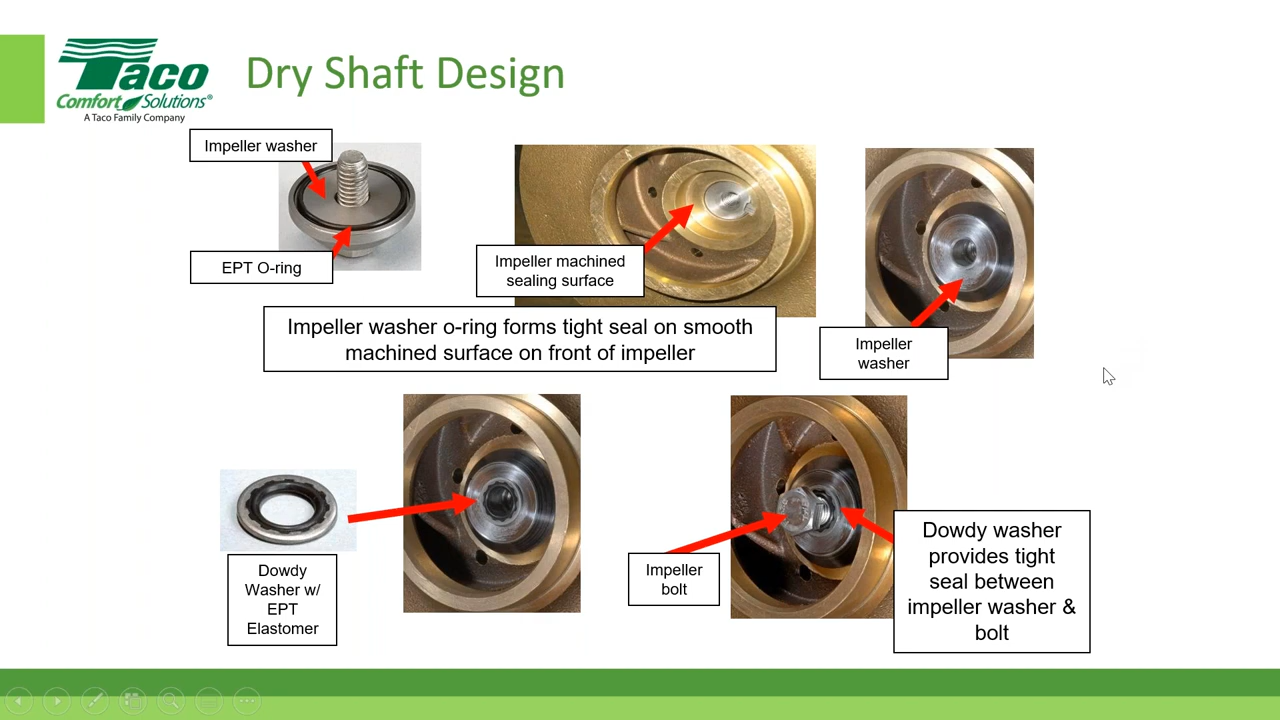 Taco
Comfort Solutions®
A Taco Family Company
Dry Shaft Design
Impeller washer
EPT O-ring
Impeller machined
sealing surface
Impeller washer o-ring forms tight seal on smooth
machined surface on front of impeller
Impeller
washer
Dowdy
Washer w/
EPT
Elastomer
Impeller
bolt
Dowdy washer
provides tight
seal between
impeller washer &
bolt